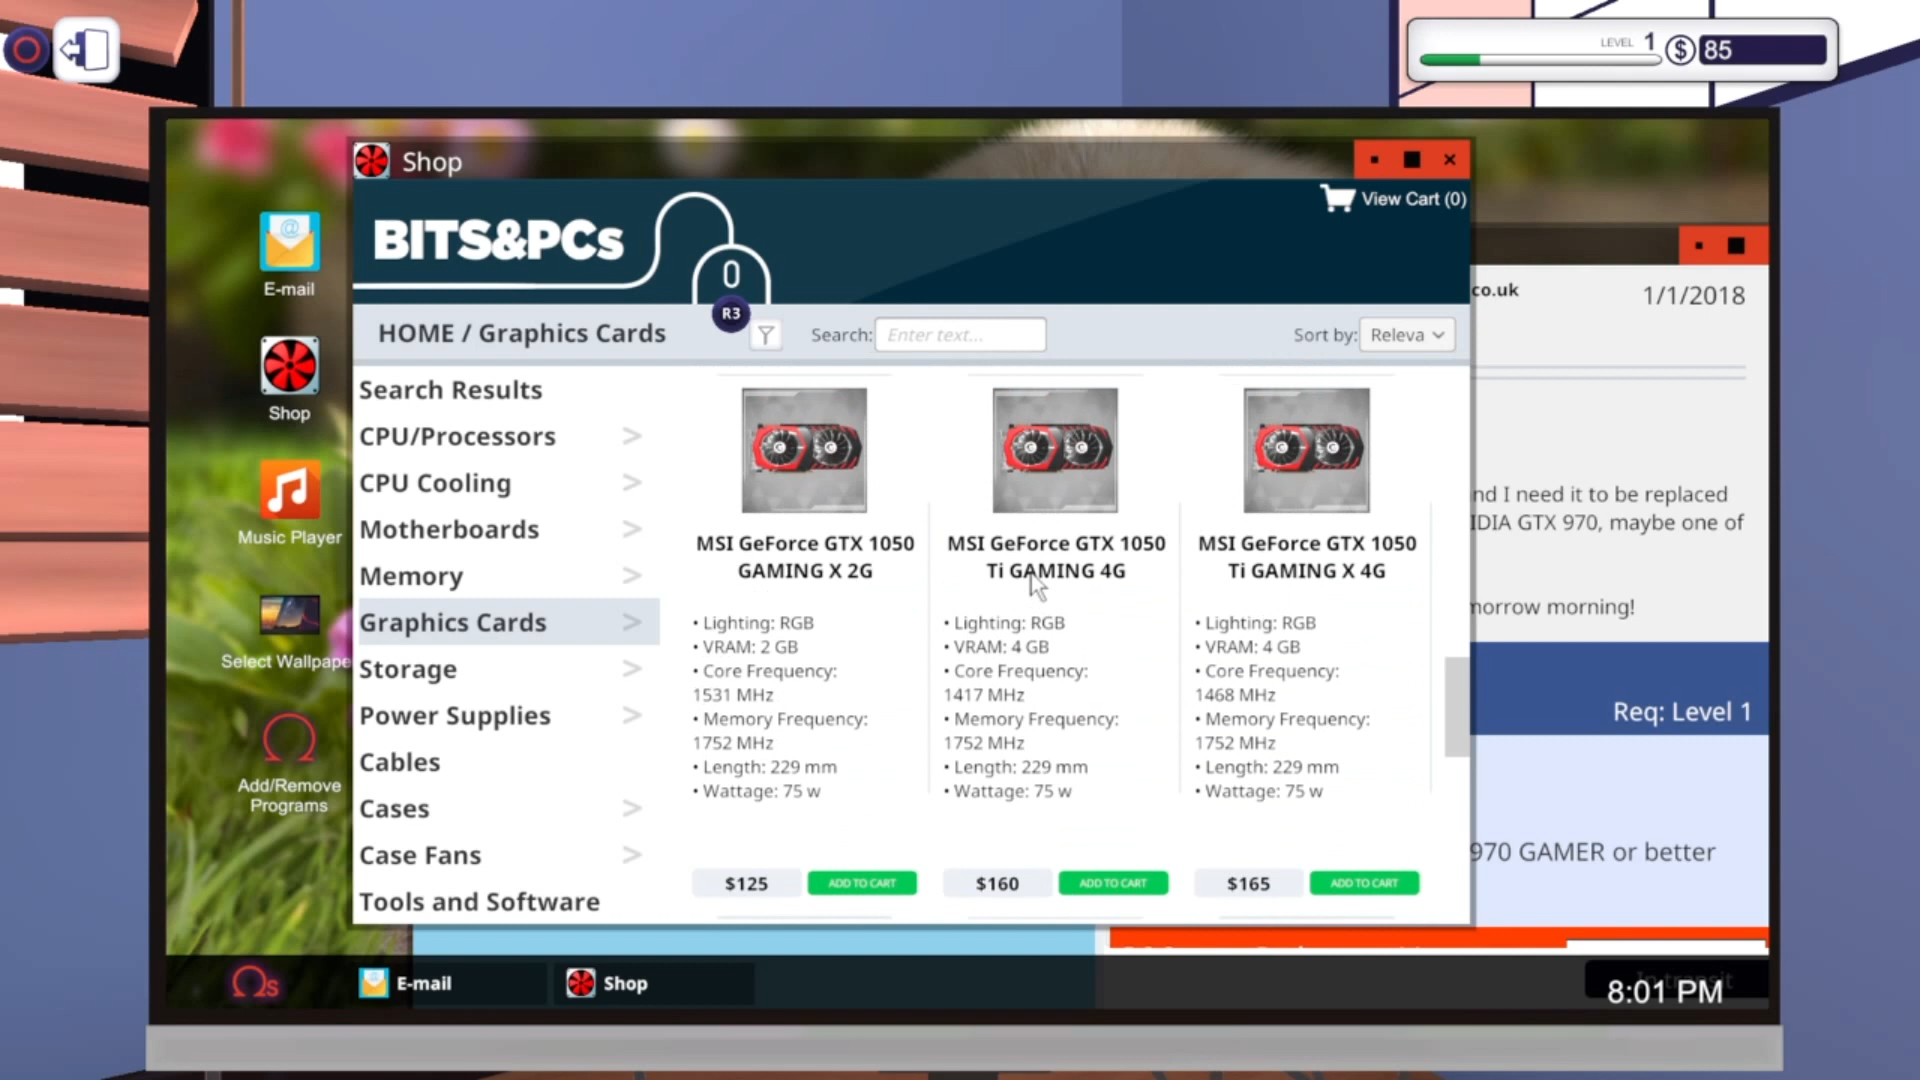 LEVEL 1
$ 85
Shop
View Cart (0)
BITS&PCs
R3
HOME / Graphics Cards
Search: Enter text...
Sort by: Releva
Search Results
CPU/Processors >
CPU Cooling >
Motherboards >
Memory >
Graphics Cards >
Storage >
Power Supplies >
Cables
Cases >
Case Fans >
Tools and Software
MSI GeForce GTX 1050
GAMING X 2G
• Lighting: RGB
• VRAM: 2 GB
• Core Frequency:
1531 MHz
• Memory Frequency:
1752 MHz
• Length: 229 mm
• Wattage: 75 w
$125
ADD TO CART
MSI GeForce GTX 1050
Ti GAMING 4G
• Lighting: RGB
• VRAM: 4 GB
• Core Frequency:
1417 MHz
• Memory Frequency:
1752 MHz
• Length: 229 mm
• Wattage: 75 w
$160
ADD TO CART
MSI GeForce GTX 1050
Ti GAMING X 4G
• Lighting: RGB
• VRAM: 4 GB
• Core Frequency:
1468 MHz
• Memory Frequency:
1752 MHz
• Length: 229 mm
• Wattage: 75 w
$165
ADD TO CART
co.uk
1/1/2018
nd I need it to be replaced
IDIA GTX 970, maybe one of
morrow morning!
Req: Level 1
970 GAMER or better
E-mail
Shop
Music Player
Select Wallpape
Add/Remove
Programs
Ωs
E-mail
Shop
In transit
8:01 PM